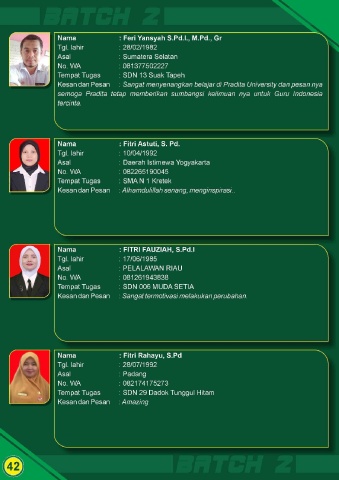 BATCH 2
Nama : Feri Yansyah S.Pd.I., M.Pd., Gr
Tgl. lahir : 28/02/1982
Asal : Sumatera Selatan
No. WA : 081377502227
Tempat Tugas : SDN 13 Suak Tapeh
Kesan dan Pesan : Sangat menyenangkan belajar di Pradita University dan pesan nya
semoga Pradita tetap memberikan sumbangsi keilmuan nya untuk Guru Indonesia
tercinta.
Nama : Fitri Astuti, S. Pd.
Tgl. lahir : 10/04/1992
Asal : Daerah Istimewa Yogyakarta
No. WA : 082265190045
Tempat Tugas : SMA N 1 Kretek
Kesan dan Pesan : Alhamdulillah senang, menginspirasi.
Nama : FITRI FAUZIAH, S.Pd.I
Tgl. lahir : 17/06/1985
Asal : PELALAWAN RIAU
No. WA : 081261943838
Tempat Tugas : SDN 006 MUDA SETIA
Kesan dan Pesan : Sangat termotivasi melakukan perubahan
Nama : Fitri Rahayu, S.Pd
Tgl. lahir : 28/07/1992
Asal : Padang
No. WA : 082174175273
Tempat Tugas : SDN 29 Dadok Tunggul Hitam
Kesan dan Pesan : Amazing
42
BATCH 2